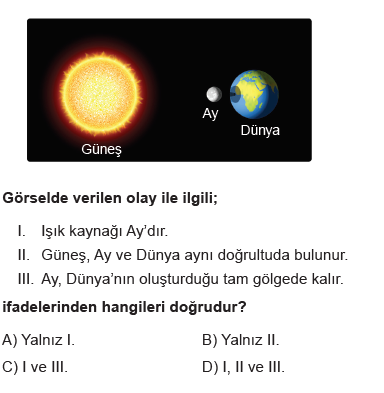 Güneş
Ay
Dünya
Görselde verilen olay ile ilgili;
I. Işık kaynağı Ay’dır.
II. Güneş, Ay ve Dünya aynı doğrultuda bulunur.
III. Ay, Dünya’nın oluşturduğu tam gölgede kalır.
ifadelerinden hangileri doğrudur?
A) Yalnız I. B) Yalnız II.
C) I ve III. D) I, II ve III.